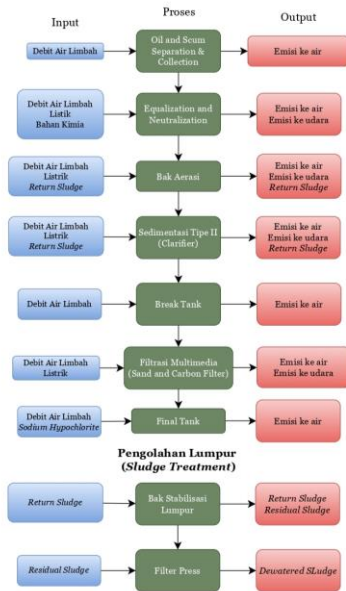 Input
Proses
Output
Debit Air Limbah
Oil and Scum
Separation &
Collection
Emisi ke air
Debit Air Limbah
Listik
Bahan Kimia
Equalization and
Neutralization
Emisi ke air
Emisi ke udara
Debit Air Limbah
Listrik
Return Sludge
Bak Aerasi
Emisi ke air
Emisi ke udara
Return Sludge
Debit Air Limbah
Listrik
Return Sludge
Sedimentasi Tipe II
(Clarifier)
Emisi ke air
Emisi ke udara
Return Sludge
Debit Air Limbah
Break Tank
Emisi ke air
Debit Air Limbah
Listrik
Filtrasi Multimedia
(Sand and Carbon Filter)
Emisi ke air
Emisi ke udara
Debit Air Limbah
Sodium Hypochlorite
Final Tank
Emisi ke air
Pengolahan Lumpur
(Sludge Treatment)
Return Sludge
Bak Stabilisasi
Lumpur
Return Sludge
Residual Sludge
Residual Sludge
Filter Press
Dewatered SLudge